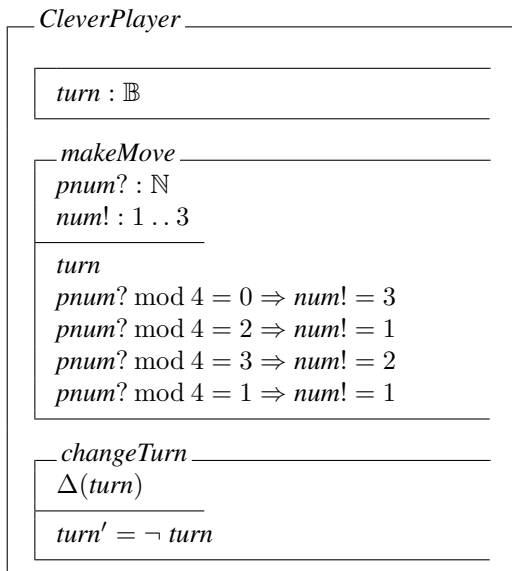 CleverPlayer
turn : 𝔹
makeMove
pnum? : ℕ
num! : 1 . . 3
turn
pnum? mod 4 = 0 ⇒ num! = 3
pnum? mod 4 = 2 ⇒ num! = 1
pnum? mod 4 = 3 ⇒ num! = 2
pnum? mod 4 = 1 ⇒ num! = 1
changeTurn
Δ(turn)
turn′ = ¬ turn